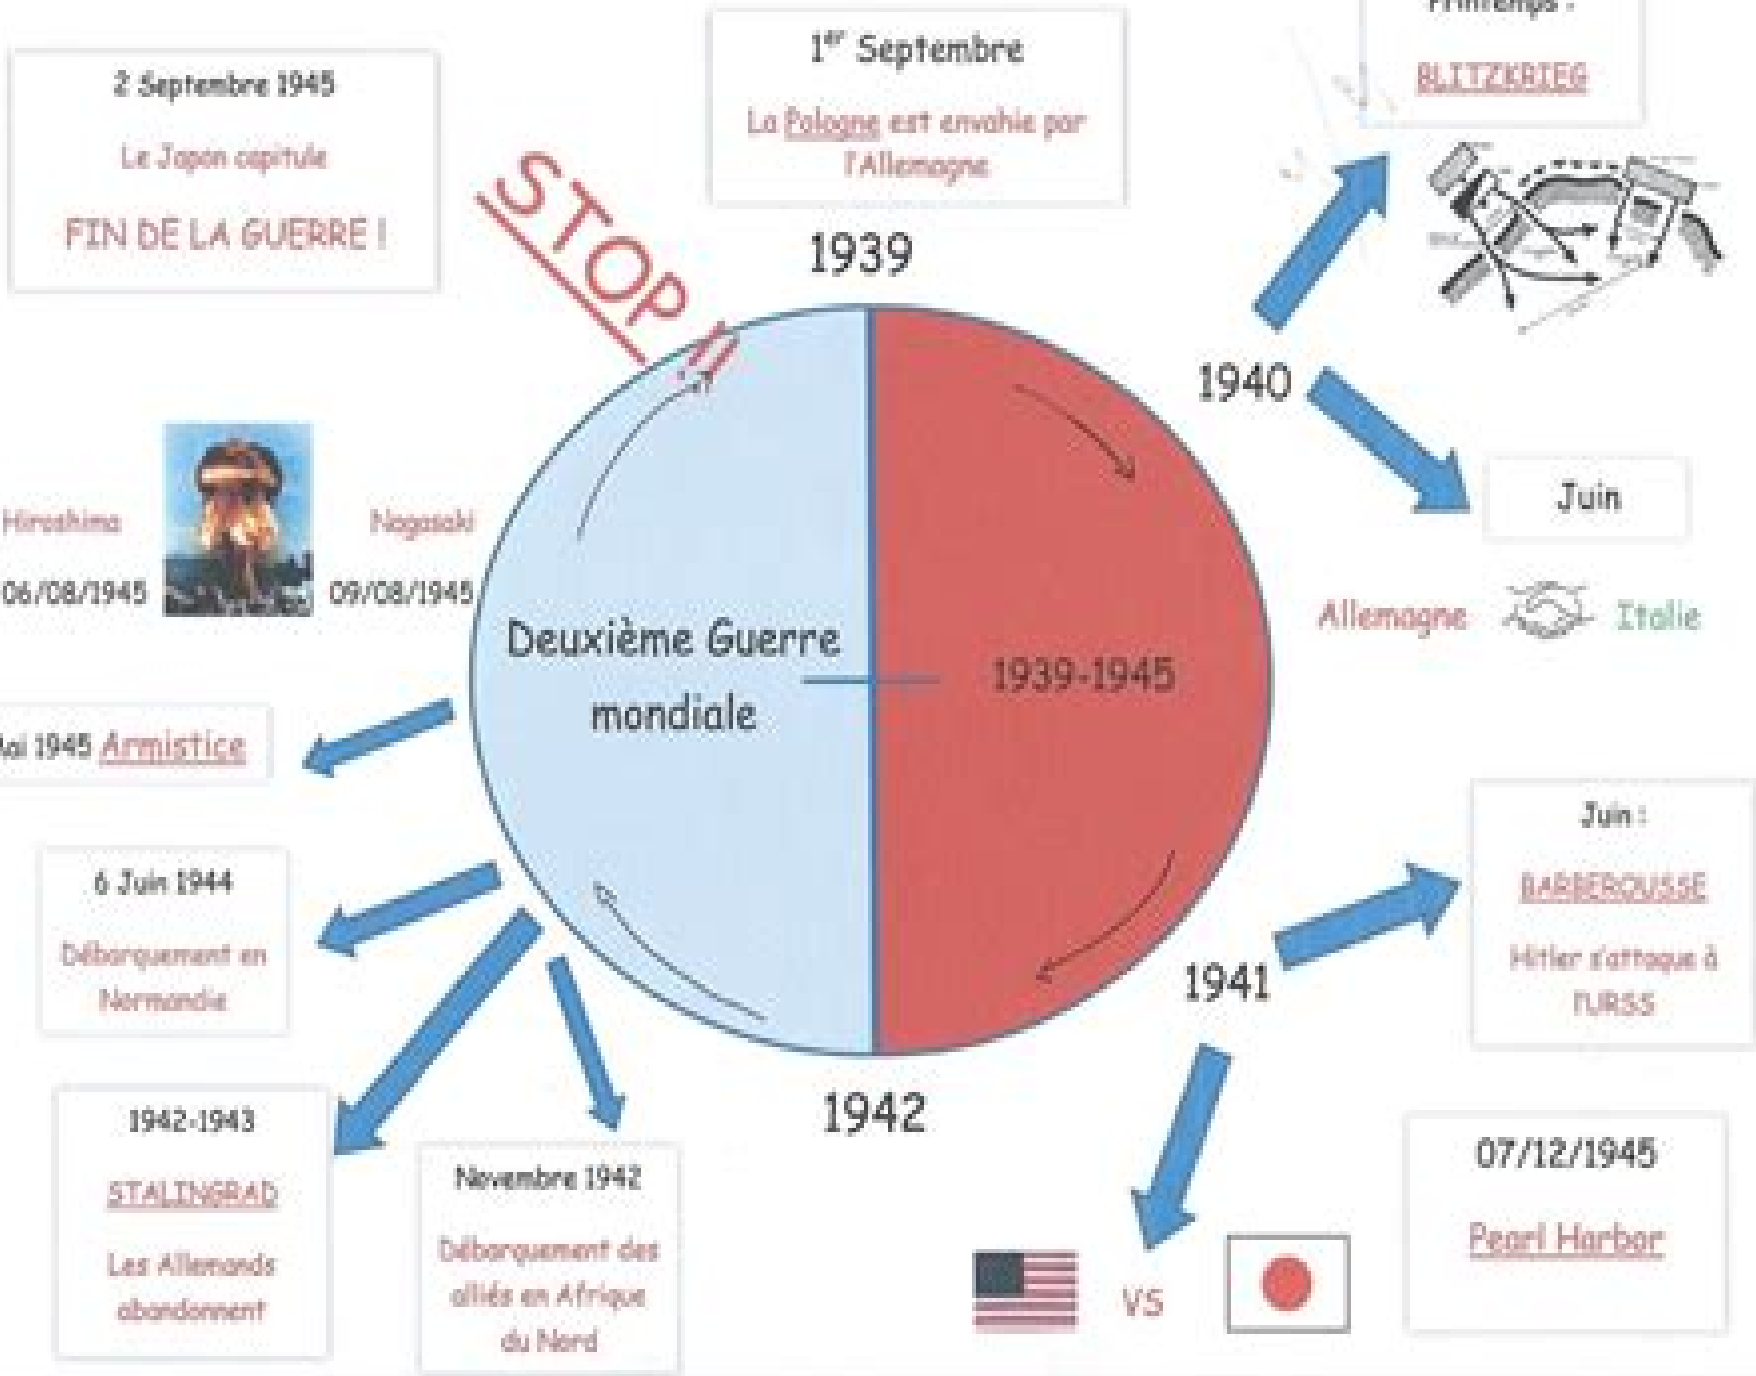 1er Septembre
La Pologne est envahie par
l'Allemagne
1939
Printemps :
BLITZKRIEG
1940
Juin
Allemagne
Italie
Juin :
BARBEROUSSE
Hitler s'attaque à
l'URSS
1941
07/12/1945
Pearl Harbor
VS
1942
Novembre 1942
Débarquement des
alliés en Afrique
du Nord
1942-1943
STALINGRAD
Les Allemands
abandonnent
6 Juin 1944
Débarquement en
Normandie
Mai 1945 Armistice
Hiroshima
06/08/1945
Nagasaki
09/08/1945
2 Septembre 1945
Le Japon capitule
FIN DE LA GUERRE !
STOP !!
Deuxième Guerre
mondiale
1939-1945